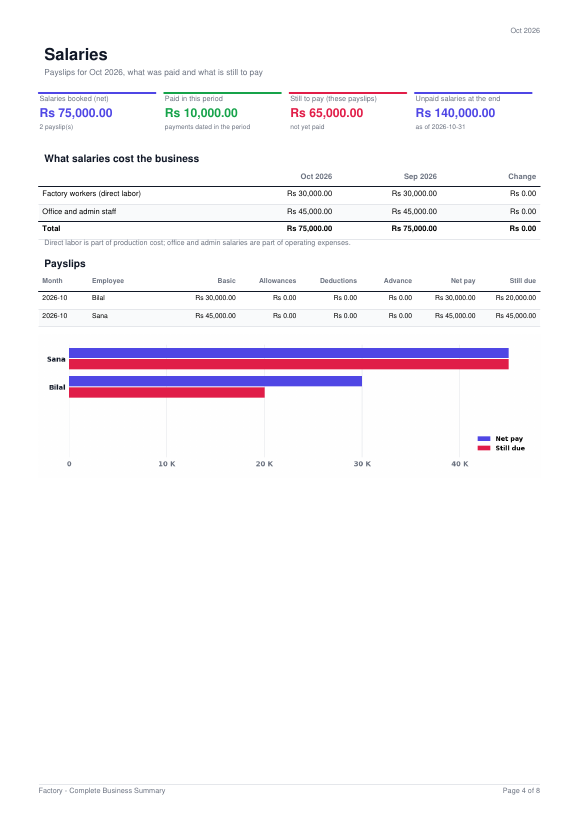 Oct 2026
Salaries
Payslips for Oct 2026, what was paid and what is still to pay
Salaries booked (net) Paid in this period Still to pay (these payslips) Unpaid salaries at the end
Rs 75,000.00 Rs 10,000.00 Rs 65,000.00 Rs 140,000.00
2 payslip(s) payments dated in the period not yet paid as of 2026-10-31
What salaries cost the business
Oct 2026 Sep 2026 Change
Factory workers (direct labor) Rs 30,000.00 Rs 30,000.00 Rs 0.00
Office and admin staff Rs 45,000.00 Rs 45,000.00 Rs 0.00
Total Rs 75,000.00 Rs 75,000.00 Rs 0.00
Direct labor is part of production cost; office and admin salaries are part of operating expenses.
Payslips
Month Employee Basic Allowances Deductions Advance Net pay Still due
2026-10 Bilal Rs 30,000.00 Rs 0.00 Rs 0.00 Rs 0.00 Rs 30,000.00 Rs 20,000.00
2026-10 Sana Rs 45,000.00 Rs 0.00 Rs 0.00 Rs 0.00 Rs 45,000.00 Rs 45,000.00
Sana
Bilal
Net pay
Still due
0 10 K 20 K 30 K 40 K
Factory - Complete Business Summary Page 4 of 8